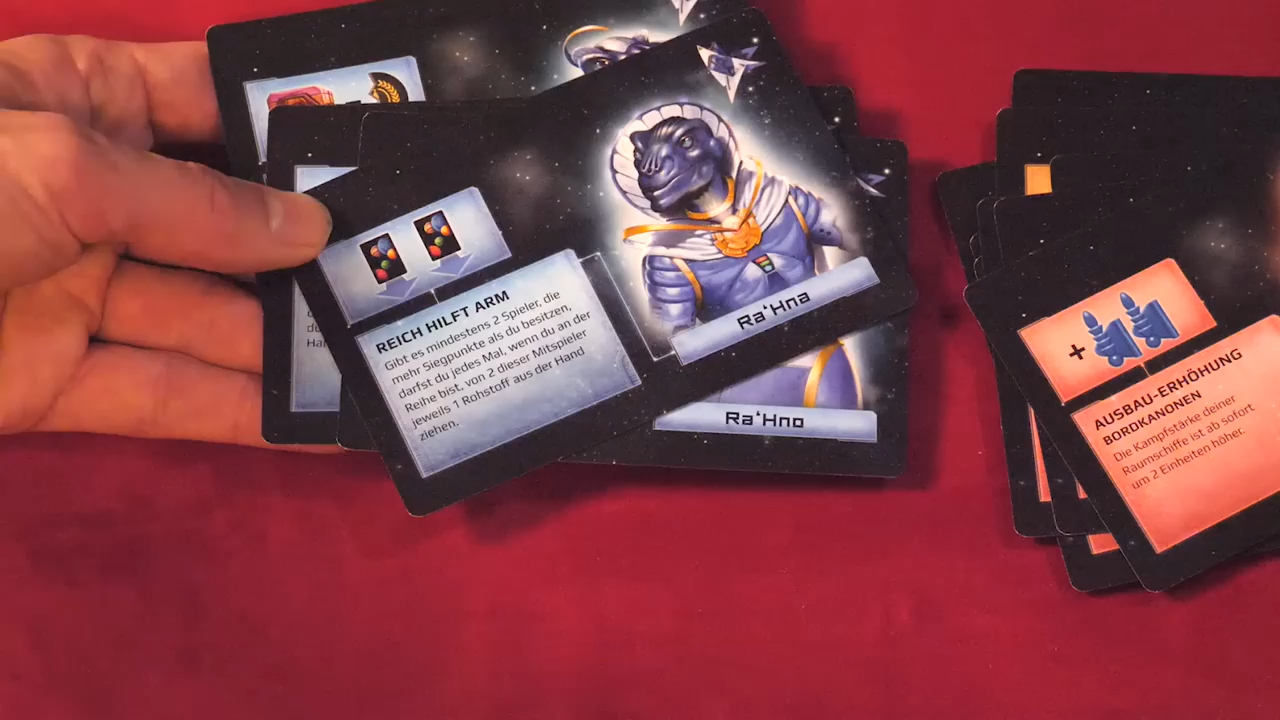 REICH HILFT ARM
Gibt es mindestens 2 Spieler, die
mehr Siegpunkte als du besitzen,
darfst du jedes Mal, wenn du an der
Reihe bist, von 2 dieser Mitspieler
jeweils 1 Rohstoff aus der Hand
ziehen.
Ra'Hna
Ra'Hno
+
AUSBAU-ERHÖHUNG
BORDKANONEN
Die Kampfstärke deiner
Raumschiffe ist ab sofort
um 2 Einheiten höher.